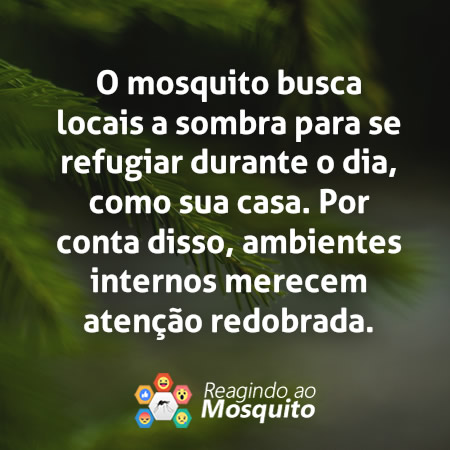 O mosquito busca
locais a sombra para se
refugiar durante o dia,
como sua casa. Por
conta disso, ambientes
internos merecem
atenção redobrada.
Reagindo ao
Mosquito